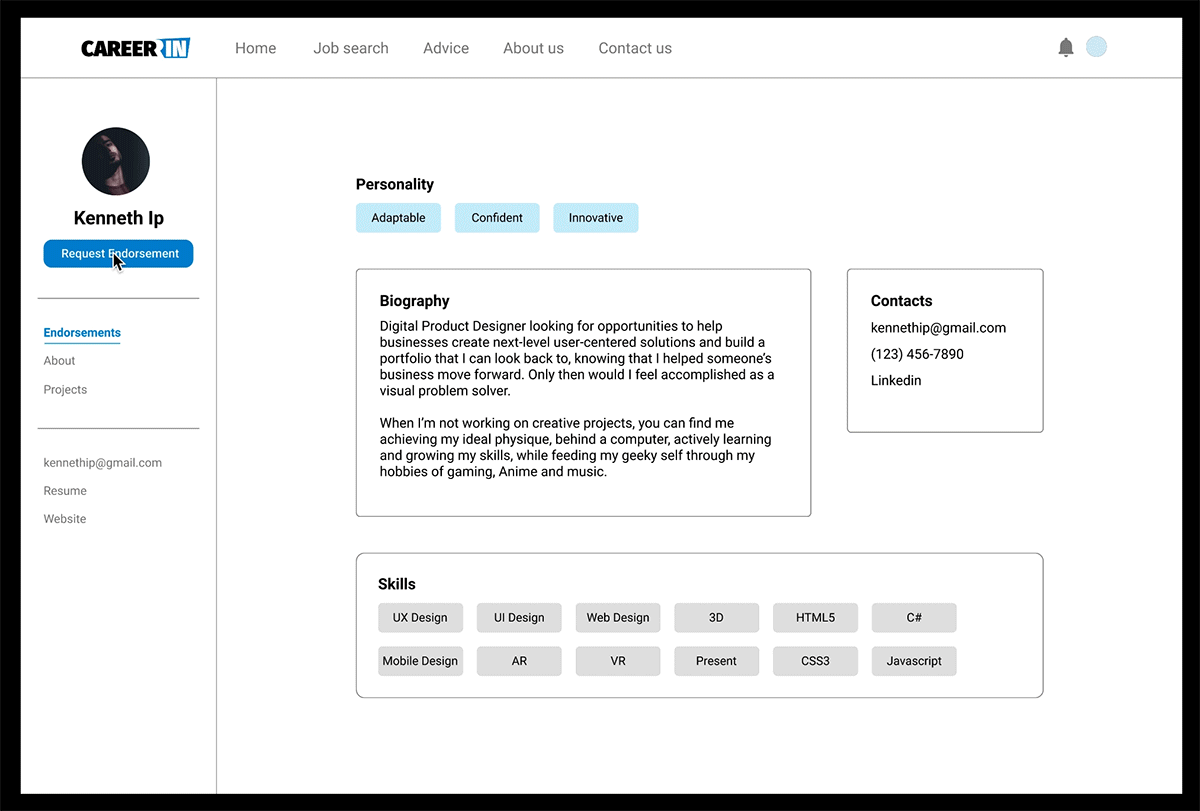 CAREER IN
Home
Job search
Advice
About us
Contact us
Kenneth Ip
Request Endorsement
Endorsements
About
Projects
kennethip@gmail.com
Resume
Website
Personality
Adaptable
Confident
Innovative
Biography
Digital Product Designer looking for opportunities to help
businesses create next-level user-centered solutions and build a
portfolio that I can look back to, knowing that I helped someone’s
business move forward. Only then would I feel accomplished as a
visual problem solver.
When I’m not working on creative projects, you can find me
achieving my ideal physique, behind a computer, actively learning
and growing my skills, while feeding my geeky self through my
hobbies of gaming, Anime and music.
Contacts
kennethip@gmail.com
(123) 456-7890
Linkedin
Skills
UX Design
UI Design
Web Design
3D
HTML5
C#
Mobile Design
AR
VR
Present
CSS3
Javascript